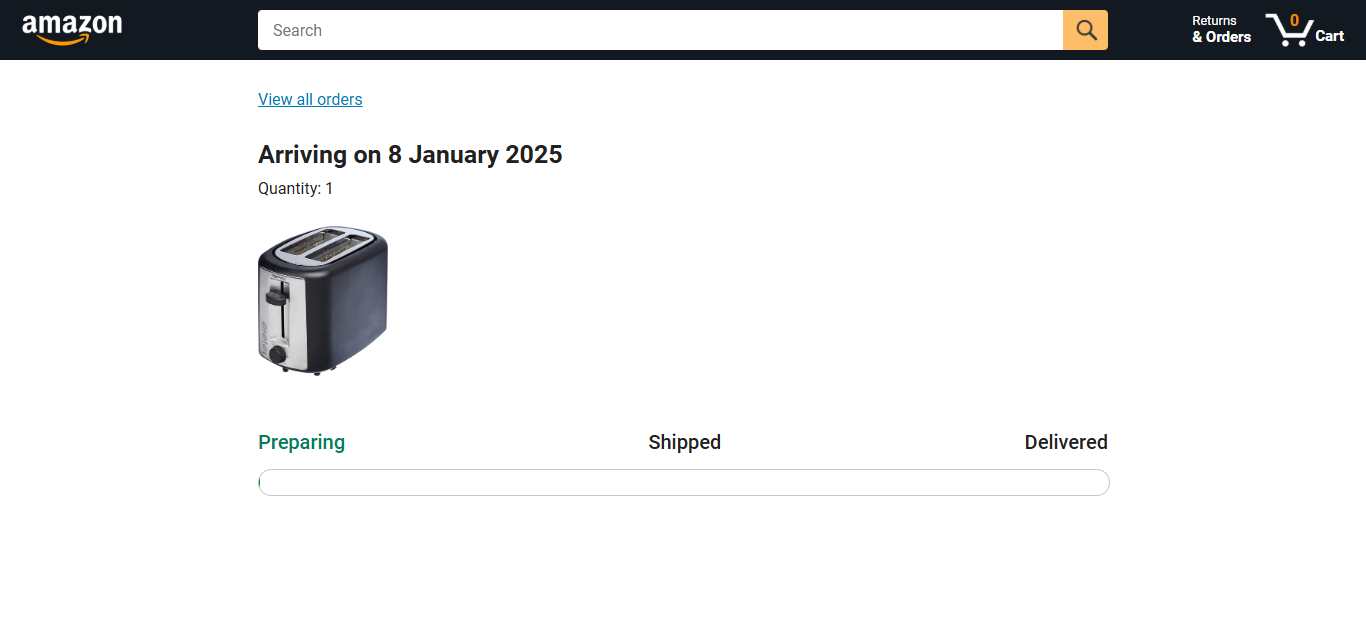 amazon
Search
Returns
& Orders
0
Cart
View all orders
Arriving on 8 January 2025
Quantity: 1
Preparing
Shipped
Delivered